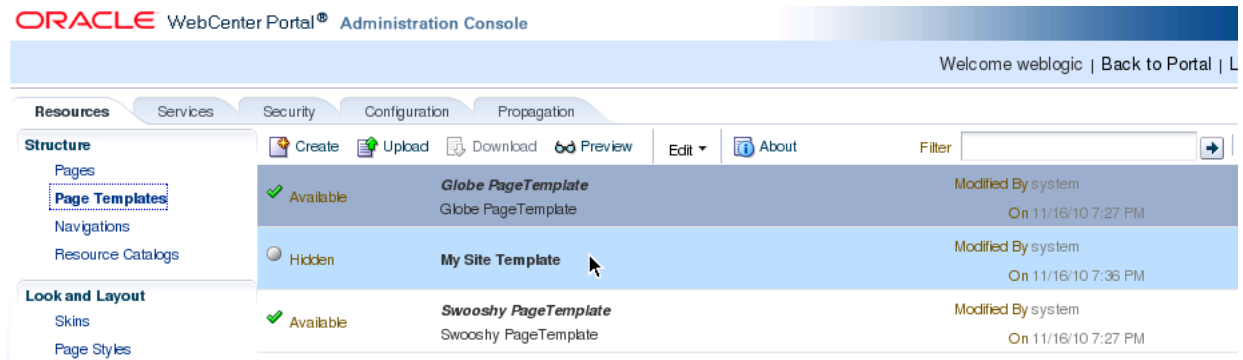 ORACLE WebCenter Portal® Administration Console
Welcome weblogic | Back to Portal | L
Resources Services Security Configuration Propagation
Structure
Pages
Page Templates
Navigations
Resource Catalogs
Look and Layout
Skins
Page Styles
Create Upload Download Preview Edit About Filter
Available Globe PageTemplate Modified By system
Globe PageTemplate On 11/16/10 7:27 PM
Hidden My Site Template Modified By system
On 11/16/10 7:36 PM
Available Swooshy PageTemplate Modified By system
Swooshy PageTemplate On 11/16/10 7:27 PM